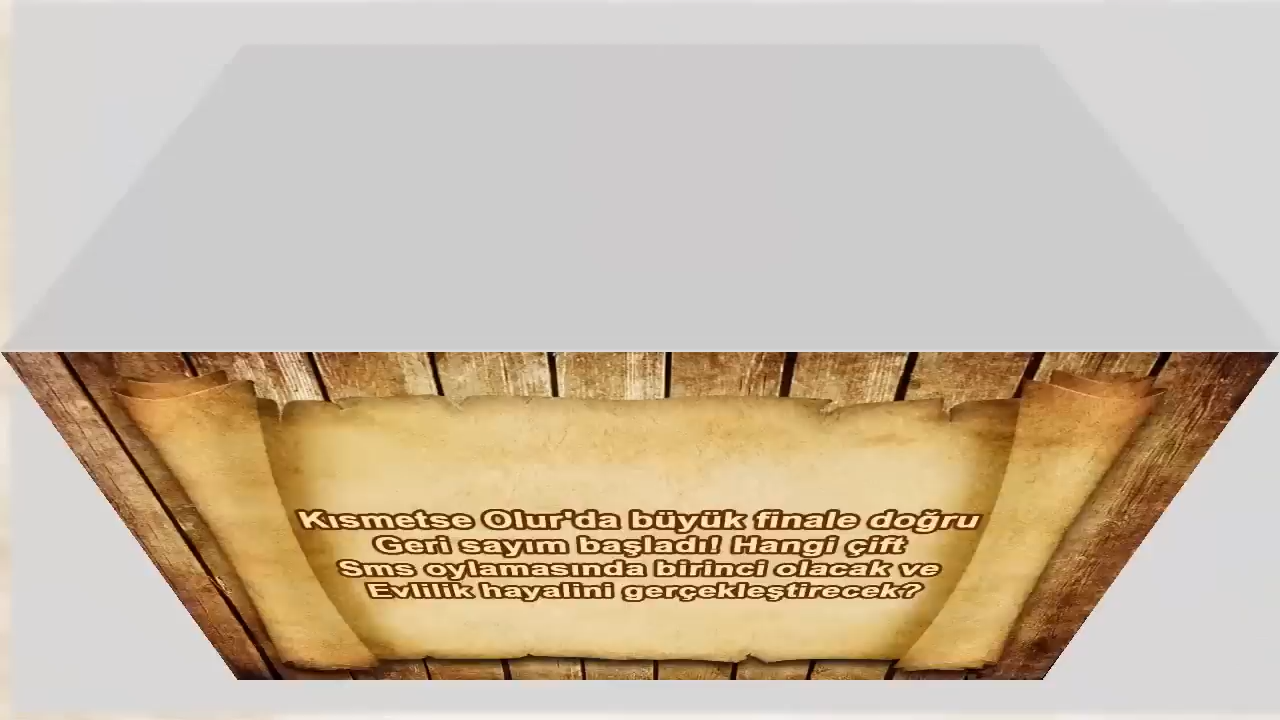 Kısmetse Olur'da büyük finale doğru
Geri sayım başladı! Hangi çift
Sms oylamasında birinci olacak ve
Evlilik hayalini gerçekleştirecek?